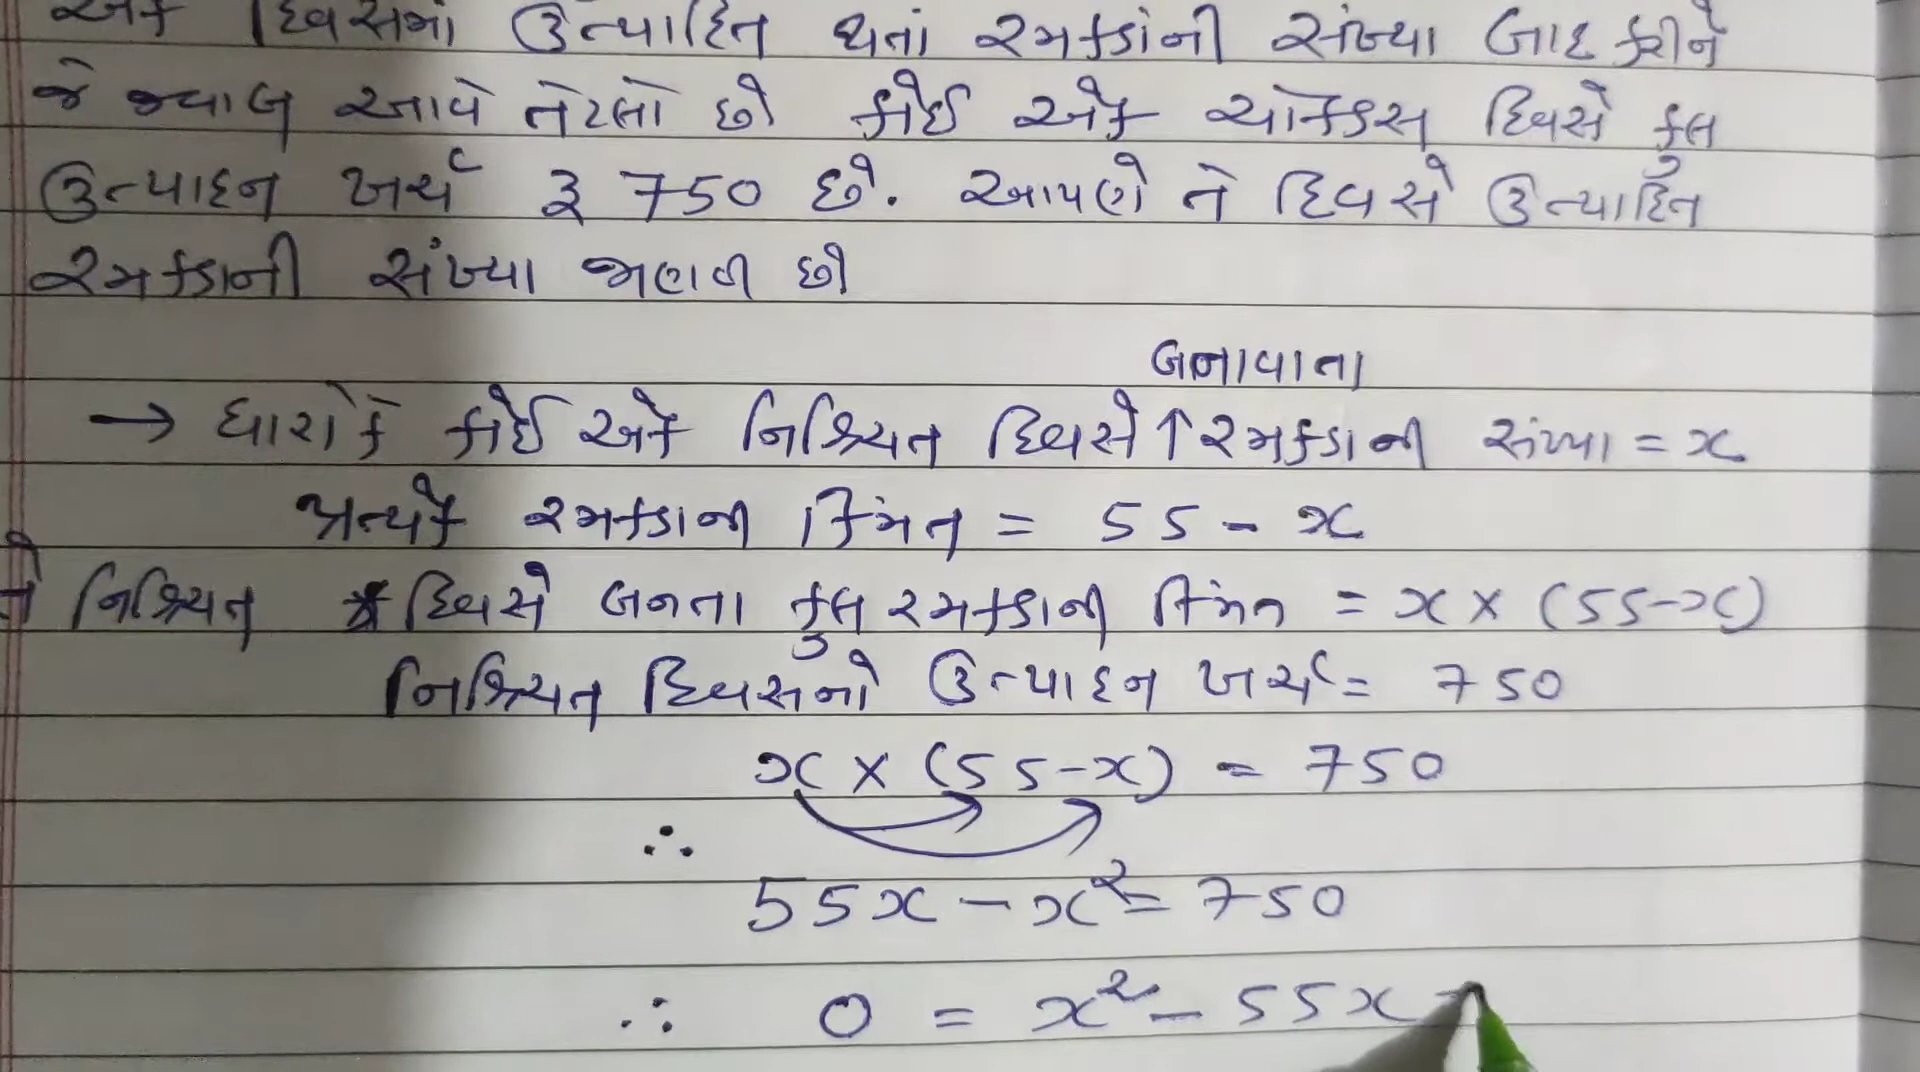 એક દિવસમાં ઉત્પાદિત થતાં રમકડાંની સંખ્યા બાદ કરીને
જે જવાબ આવે તેટલો છે કોઈ એક ચોક્કસ દિવસે કુલ
ઉત્પાદન ખર્ચ રૂ 750 છે. આપણે તે દિવસે ઉત્પાદિત
રમકડાની સંખ્યા જાણવી છે
બનાવાતા
→ ધારોકે કોઈ એક નિશ્ચિત દિવસે ↑ રમકડાની સંખ્યા = x
પ્રત્યેક રમકડાની કિંમત = 55 - x
તે નિશ્ચિત દિવસે બનતા કુલ રમકડાની કિંમત = x × (55-x)
નિશ્ચિત દિવસનો ઉત્પાદન ખર્ચ = 750
x × (55-x) = 750
∴
55x - x² = 750
∴ 0 = x² - 55x